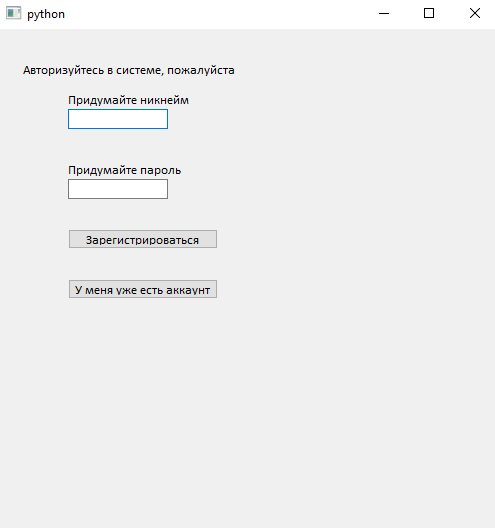 python
Авторизуйтесь в системе, пожалуйста
Придумайте никнейм
Придумайте пароль
Зарегистрироваться
У меня уже есть аккаунт